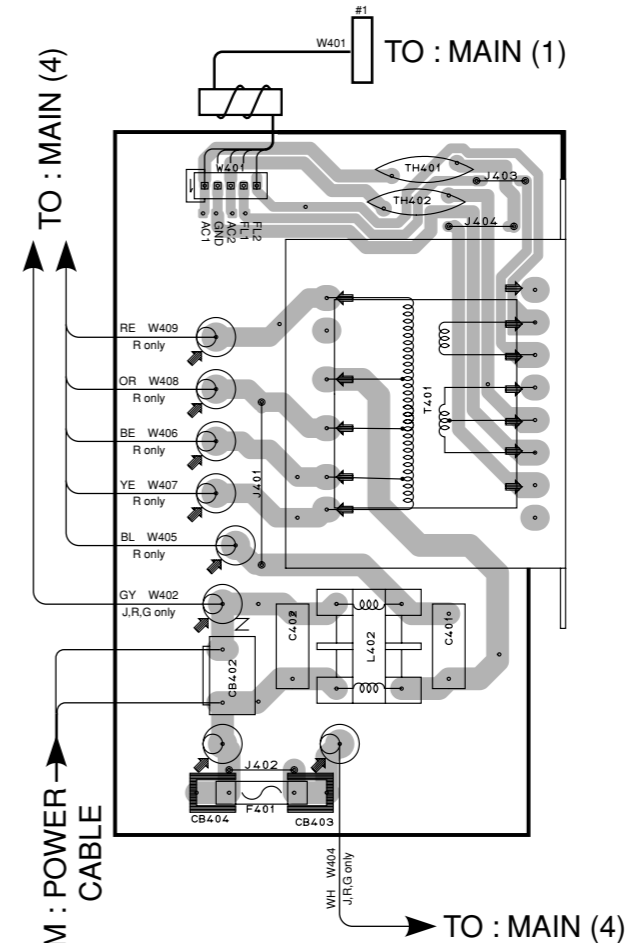 #1
W401
TO : MAIN (1)
TO : MAIN (4)
W401
TH401
J403
TH402
J404
AC1
GND
AC2
FL1
FL2
RE W409
R only
OR W408
R only
BE W406
R only
YE W407
R only
BL W405
R only
GY W402
J,R,G only
J401
T401
C402
L402
C401
CB402
J402
F401
CB404
CB403
M : POWER
CABLE
WH W404
J,R,G only
TO : MAIN (4)